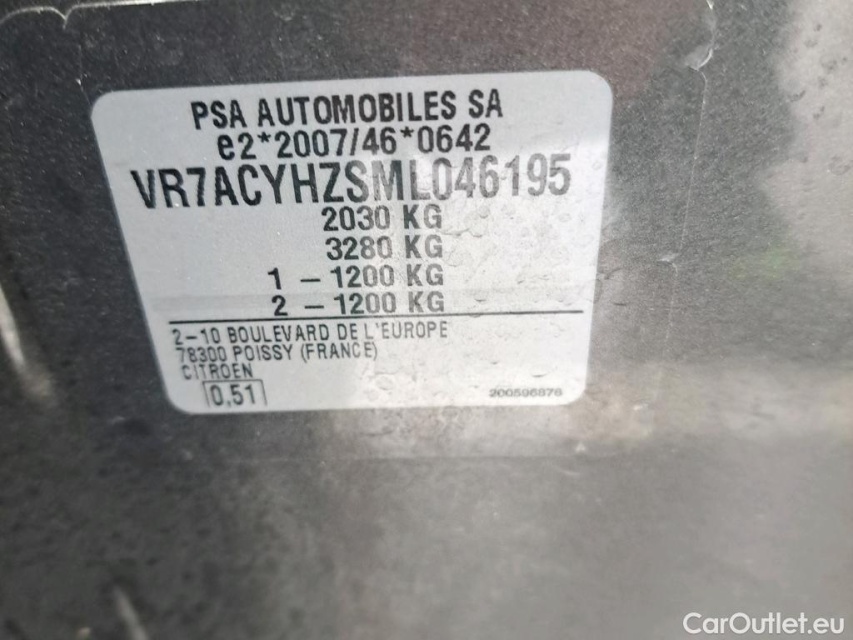 PSA AUTOMOBILES SA
e2*2007/46*0642
VR7ACYHZSML046195
2030 KG
3280 KG
1 – 1200 KG
2 – 1200 KG
2–10 BOULEVARD DE L'EUROPE
78300 POISSY (FRANCE)
CITROEN
0,51
200596876
CarOutlet.eu